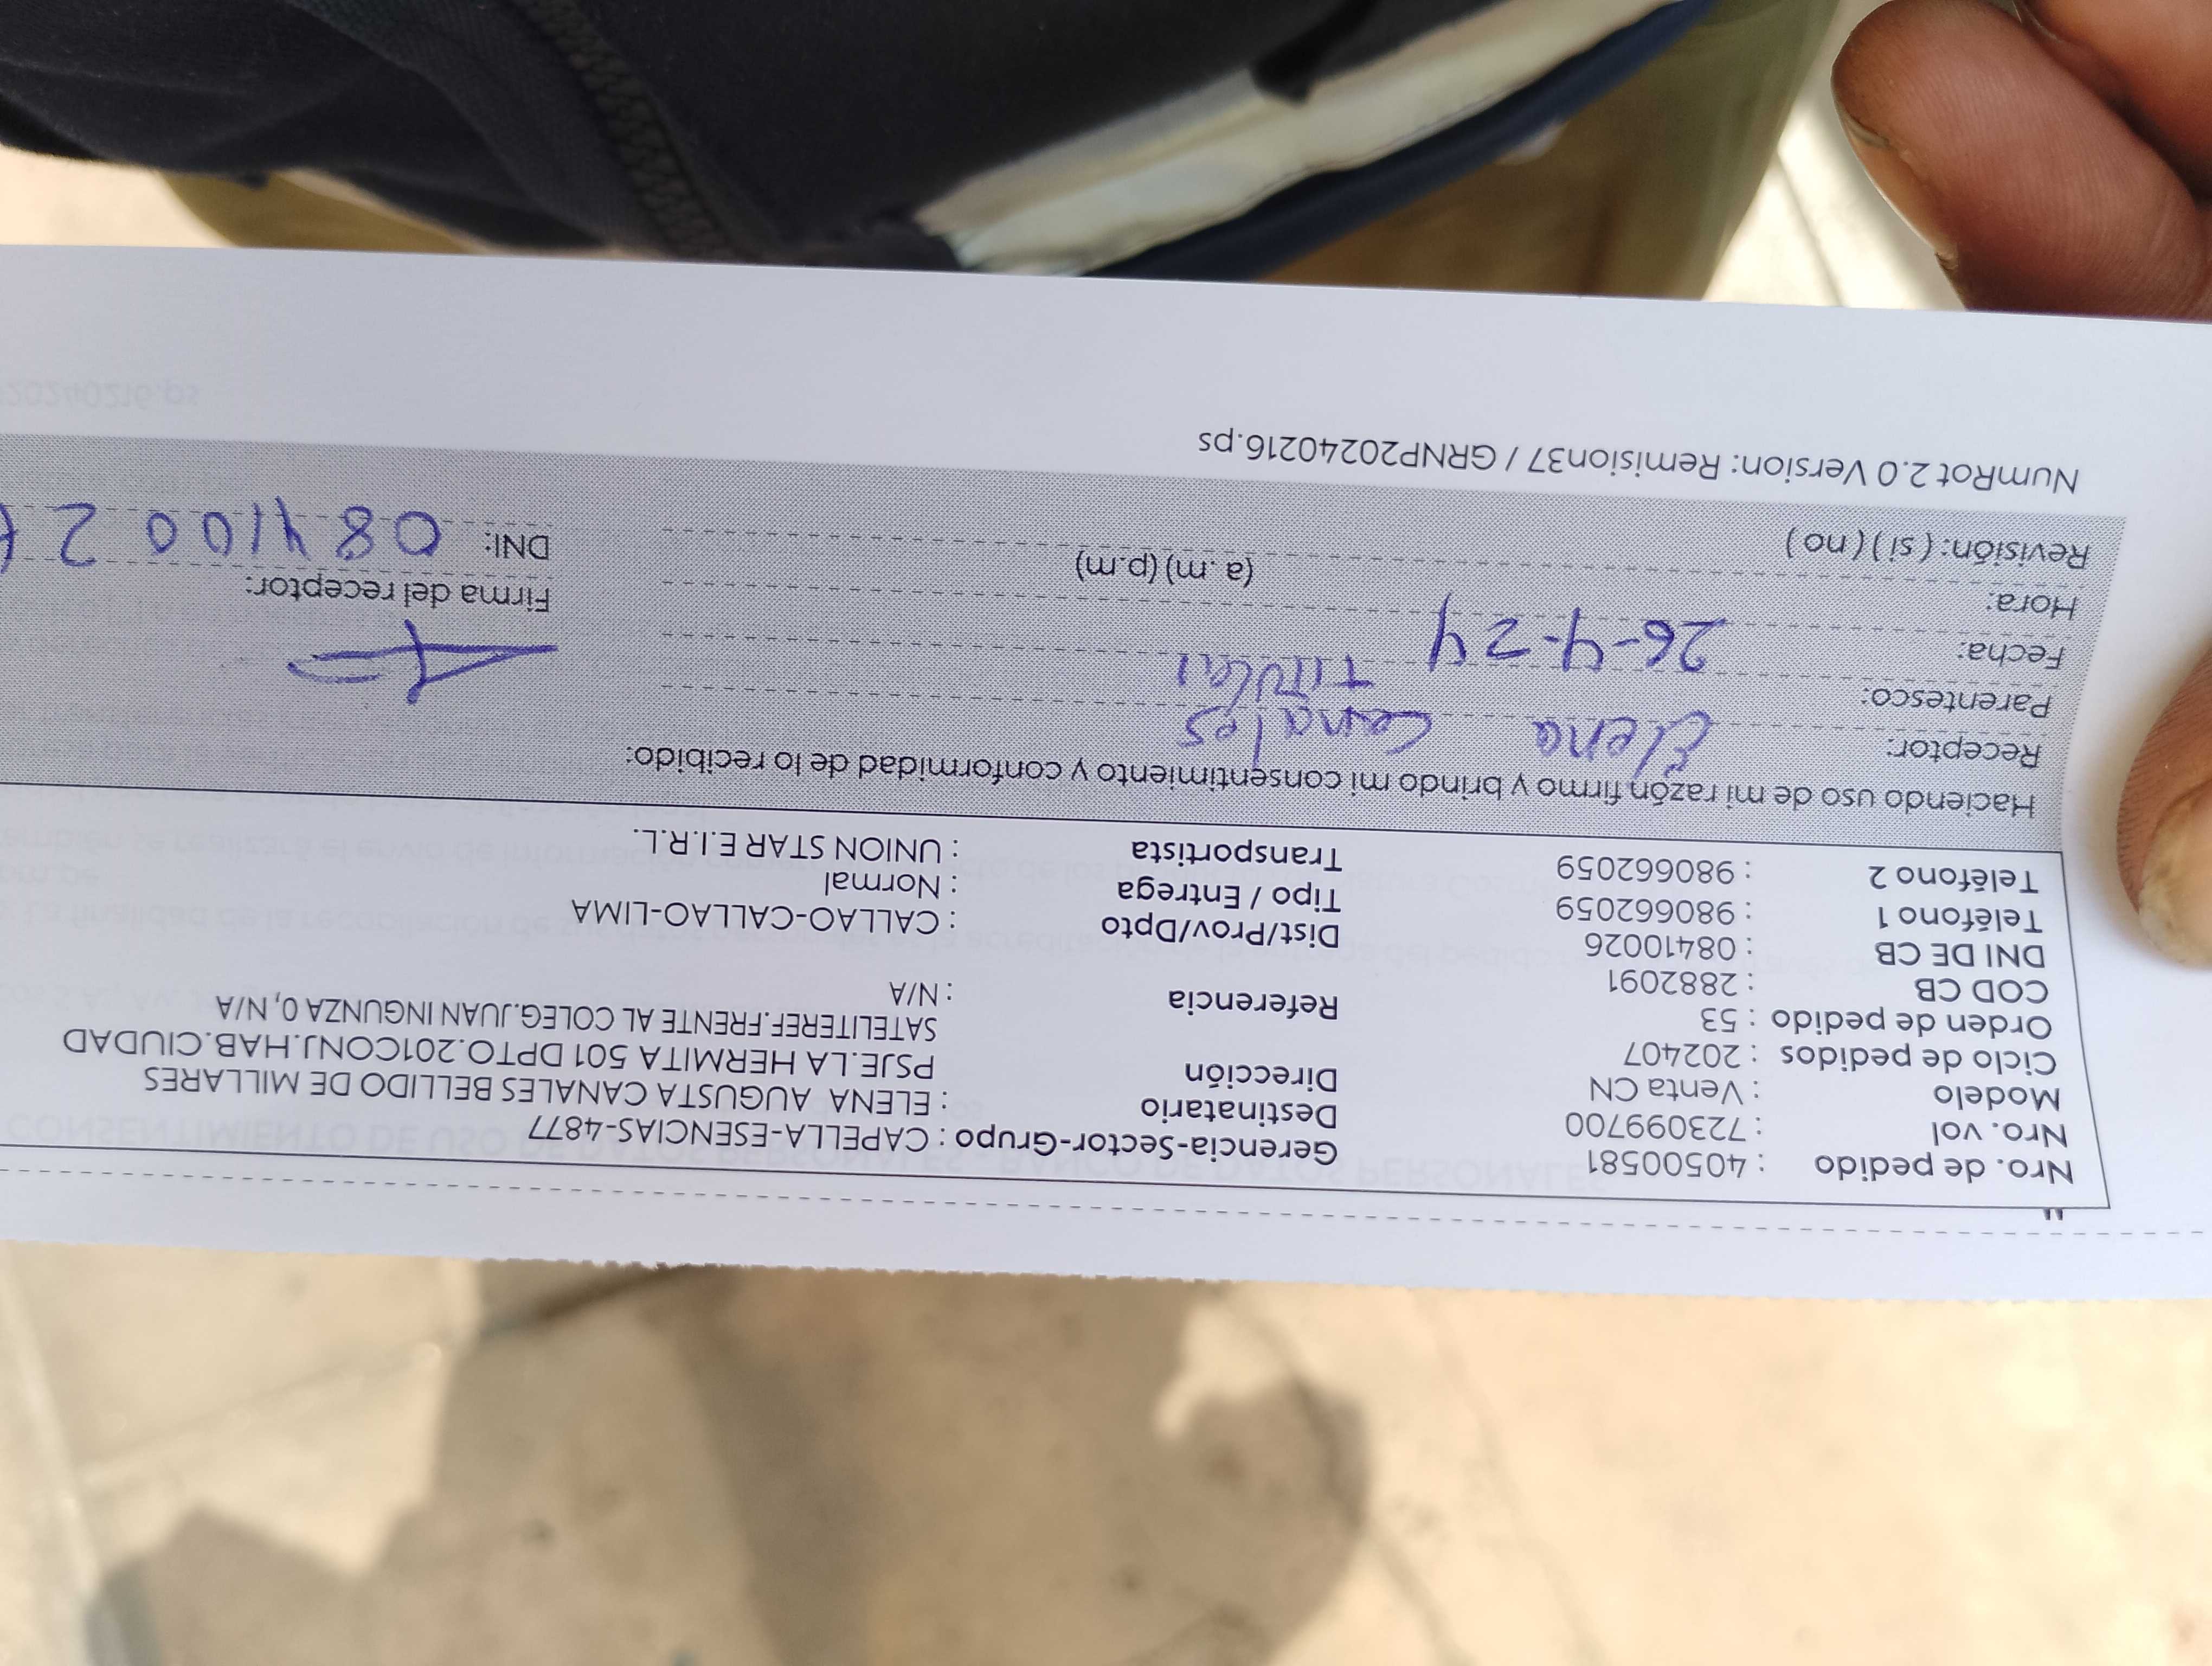 Nro. de pedido : 40500581 Gerencia-Sector-Grupo : CAPELLA-ESENCIAS-4877
Nro. vol : 723099700 Destinatario : ELENA AUGUSTA CANALES BELLIDO DE MILLARES
Modelo : Venta CN Dirección PSJE.LA HERMITA 501 DPTO.201CONJ.HAB.CIUDAD
Ciclo de pedidos : 202407 SATELITEREF.FRENTE AL COLEG.JUAN INGUNZA 0, N/A
Orden de pedido : 53 Referencia : N/A
COD CB : 2882091
DNI DE CB : 08410026 Dist/Prov/Dpto : CALLAO-CALLAO-LIMA
Teléfono 1 : 980662059 Tipo / Entrega : Normal
Teléfono 2 : 980662059 Transportista : UNION STAR E.I.R.L.
Haciendo uso de mi razón firmo y brindo mi consentimiento y conformidad de lo recibido:
Receptor: Elena Canales
Parentesco: Titular
Fecha: 26-4-24 Firma del receptor:
Hora: (a.m) (p.m) DNI: 0841002
Revisión: ( si ) ( no )
NumRot 2.0 Version: Remision37 / GRNP20240216.ps